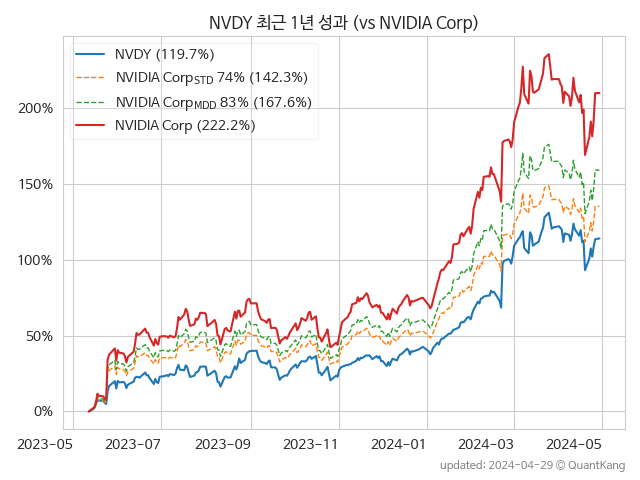 NVDY 최근 1년 성과 (vs NVIDIA Corp)
NVDY (119.7%)
NVIDIA CorpSTD 74% (142.3%)
NVIDIA CorpMDD 83% (167.6%)
NVIDIA Corp (222.2%)
200%
150%
100%
50%
0%
2023-05 2023-07 2023-09 2023-11 2024-01 2024-03 2024-05
updated: 2024-04-29 @ QuantKang